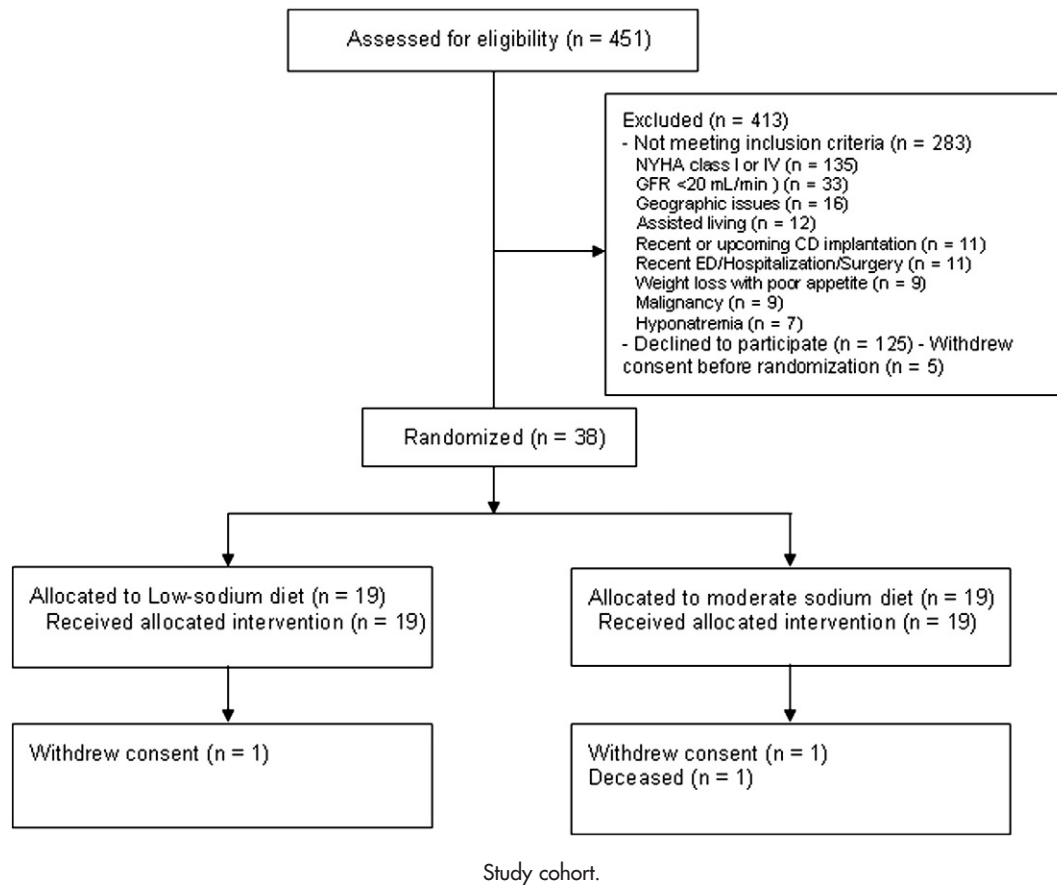 Assessed for eligibility (n = 451)
Excluded (n = 413)
- Not meeting inclusion criteria (n = 283)
NYHA class I or IV (n = 135)
GFR <20 mL/min ) (n = 33)
Geographic issues (n = 16)
Assisted living (n = 12)
Recent or upcoming CD implantation (n = 11)
Recent ED/Hospitalization/Surgery (n = 11)
Weight loss with poor appetite (n = 9)
Malignancy (n = 9)
Hyponatremia (n = 7)
- Declined to participate (n = 125) - Withdrew
consent before randomization (n = 5)
Randomized (n = 38)
Allocated to Low-sodium diet (n = 19)
Received allocated intervention (n = 19)
Allocated to moderate sodium diet (n = 19)
Received allocated intervention (n = 19)
Withdrew consent (n = 1)
Withdrew consent (n = 1)
Deceased (n = 1)
Study cohort.